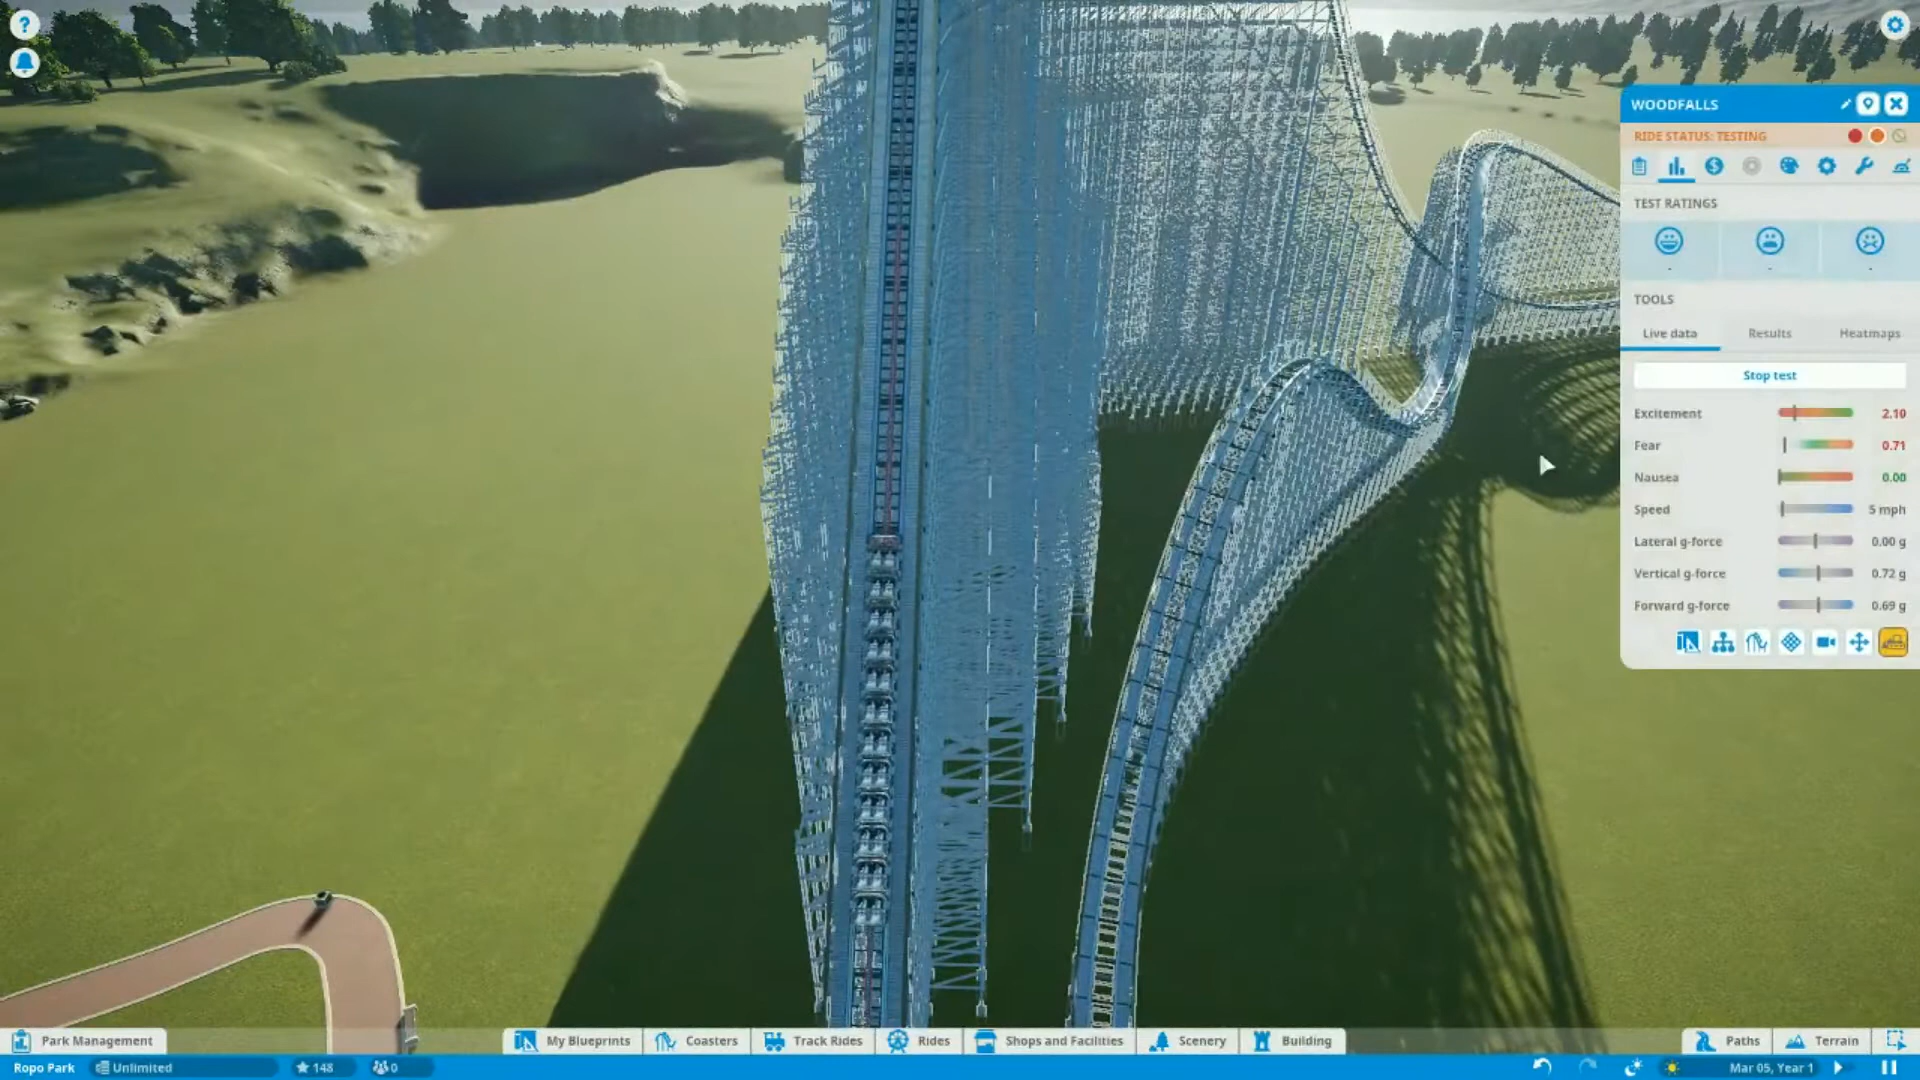 ?
WOODFALLS
RIDE STATUS: TESTING
TEST RATINGS
- - -
TOOLS
Live data Results Heatmaps
Stop test
Excitement 2.10
Fear 0.71
Nausea 0.00
Speed 5 mph
Lateral g-force 0.00 g
Vertical g-force 0.72 g
Forward g-force 0.69 g
Park Management My Blueprints Coasters Track Rides Rides Shops and Facilities Scenery Building Paths Terrain
Ropo Park Unlimited 148 0 Mar 05, Year 1